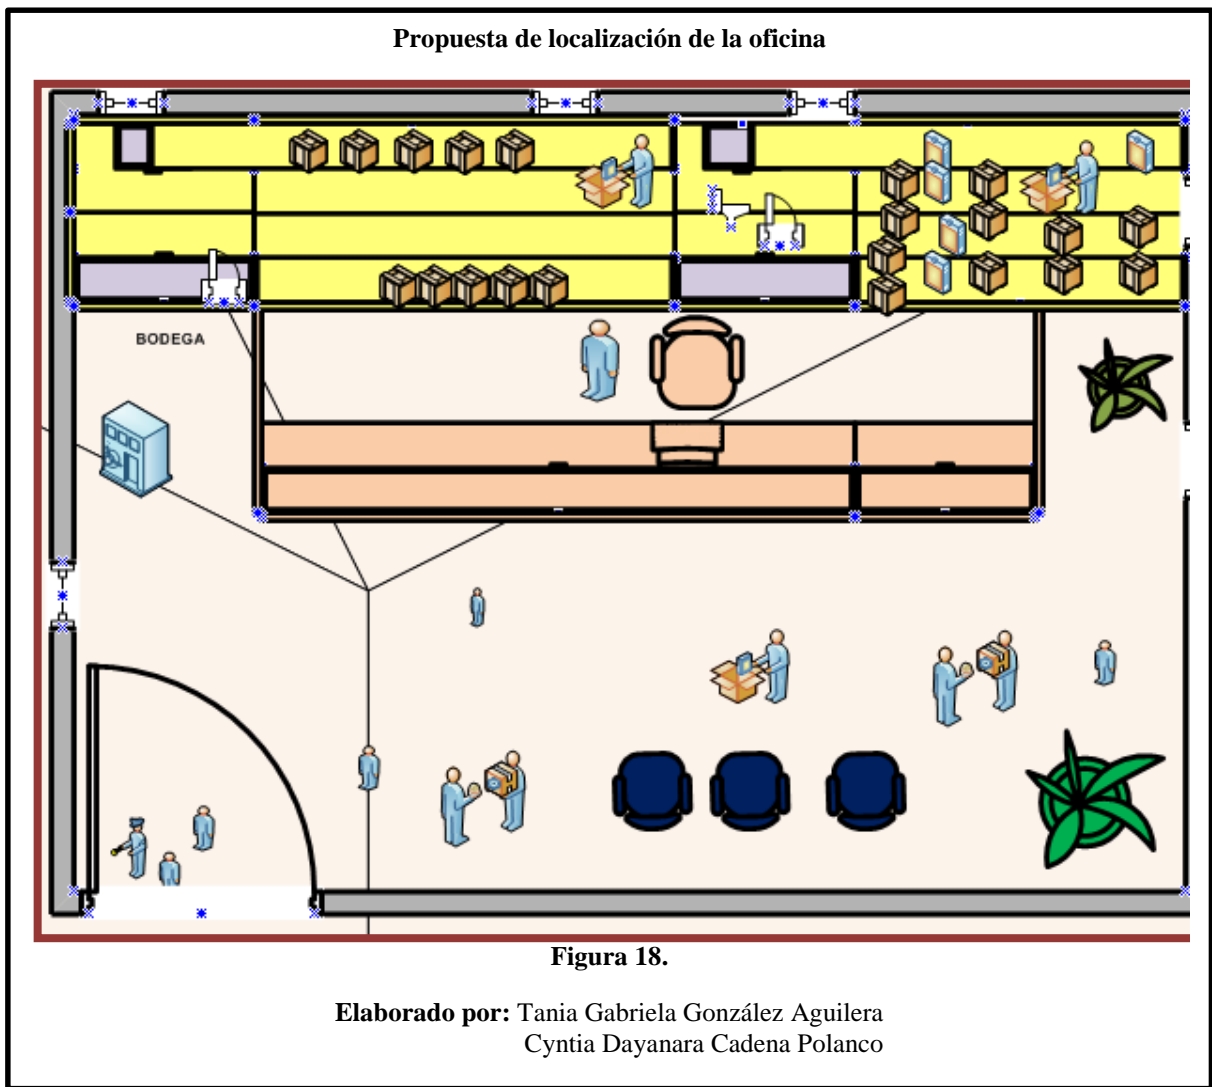 Propuesta de localización de la oficina
BODEGA
Figura 18.
Elaborado por: Tania Gabriela González Aguilera
Cyntia Dayanara Cadena Polanco